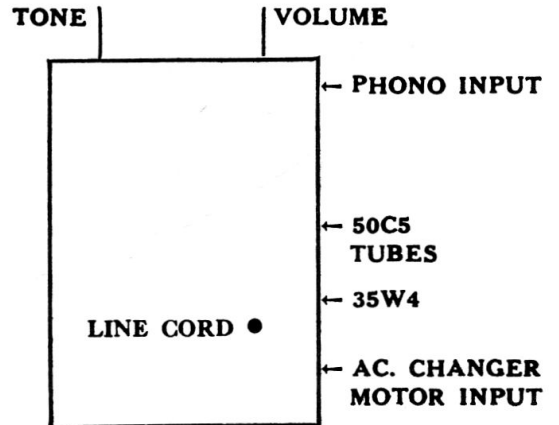 TONE
VOLUME
PHONO INPUT
50C5
TUBES
35W4
LINE CORD
AC. CHANGER
MOTOR INPUT